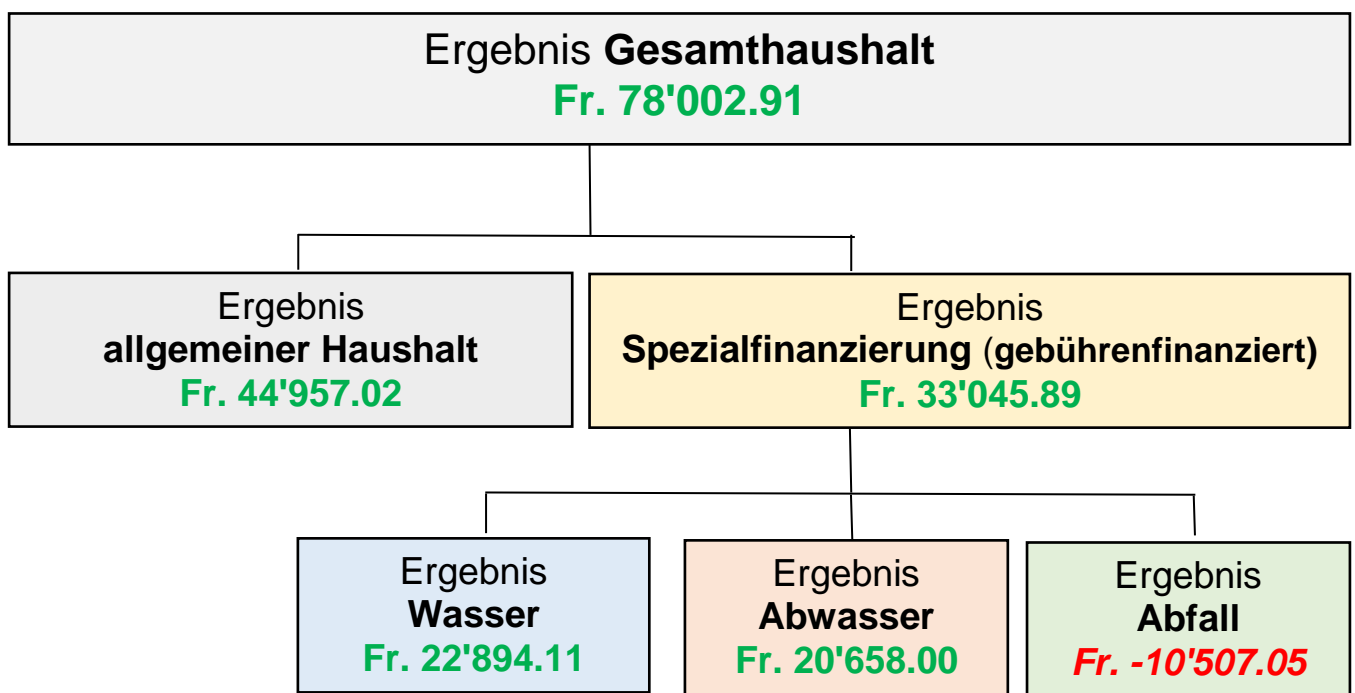 Ergebnis Gesamthaushalt
Fr. 78'002.91
Ergebnis
allgemeiner Haushalt
Fr. 44'957.02
Ergebnis
Spezialfinanzierung (gebührenfinanziert)
Fr. 33'045.89
Ergebnis
Wasser
Fr. 22'894.11
Ergebnis
Abwasser
Fr. 20'658.00
Ergebnis
Abfall
Fr. -10'507.05